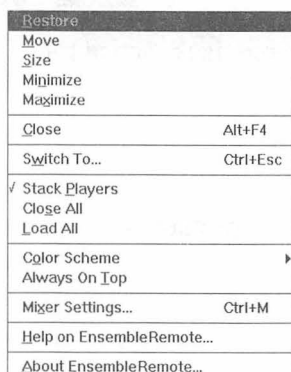 Restore
Move
Size
Minimize
Maximize
Close Alt+F4
Switch To... Ctrl+Esc
√ Stack Players
Close All
Load All
Color Scheme
Always On Top
Mixer Settings... Ctrl+M
Help on EnsembleRemote...
About EnsembleRemote...